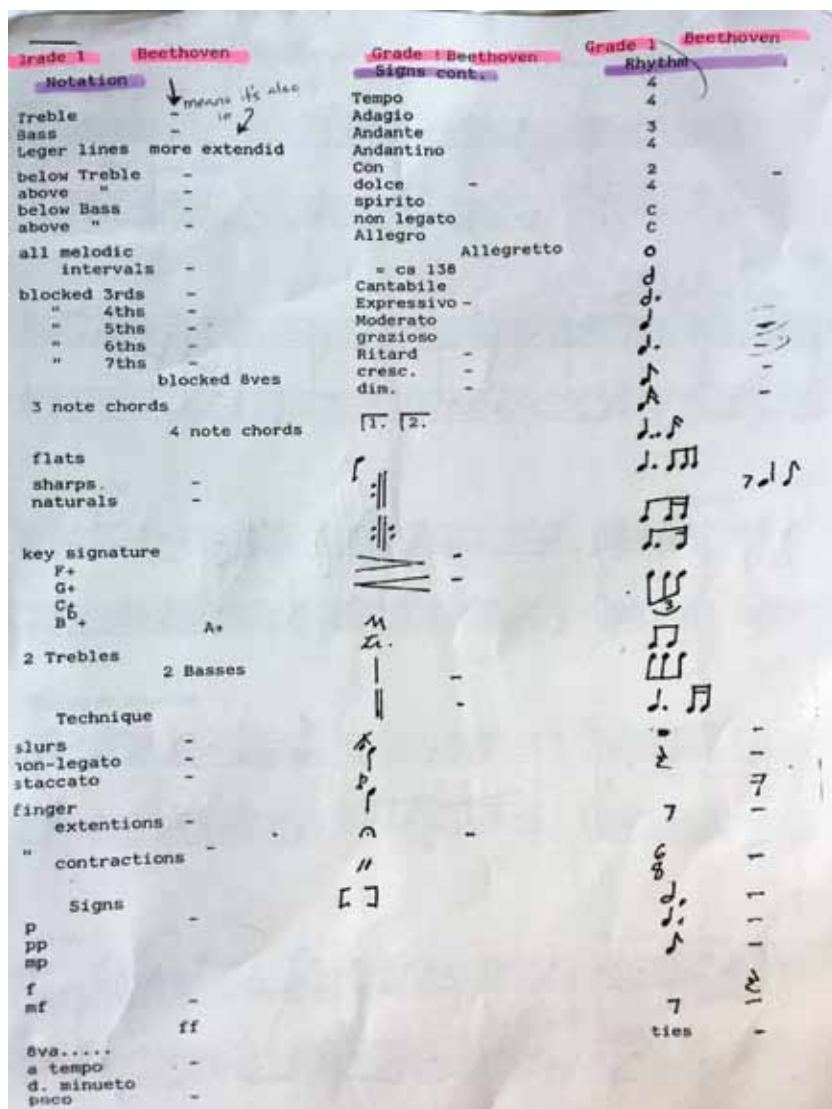 Grade 1 Beethoven
Notation
means it's also in
Treble -
Bass -
Leger lines more extendid
below Treble -
above " -
below Bass -
above " -
all melodic
intervals -
blocked 3rds -
" 4ths -
" 5ths -
" 6ths -
" 7ths -
blocked 8ves
3 note chords
4 note chords
flats
sharps. -
naturals -
key signature
F+
G+
C+
B♭+
A+
2 Trebles
2 Basses
Technique
slurs -
non-legato -
staccato -
finger
extentions -
" contractions -
Signs
p -
pp
mp
f
mf -
ff
8va.....
a tempo -
d. minueto
poco -
Grade 1 Beethoven
Signs cont.
Tempo
Adagio
Andante
Andantino
Con
dolce -
spirito
non legato
Allegro
Allegretto
= ca 138
Cantabile
Expressivo -
Moderato
grazioso
Ritard -
cresc. -
dim. -
1. 2.
tr.
[ ]
Grade 1 Beethoven
Rhythm
4
4
3
4
2 -
4
C
C
3
7
6
8
7
ties -